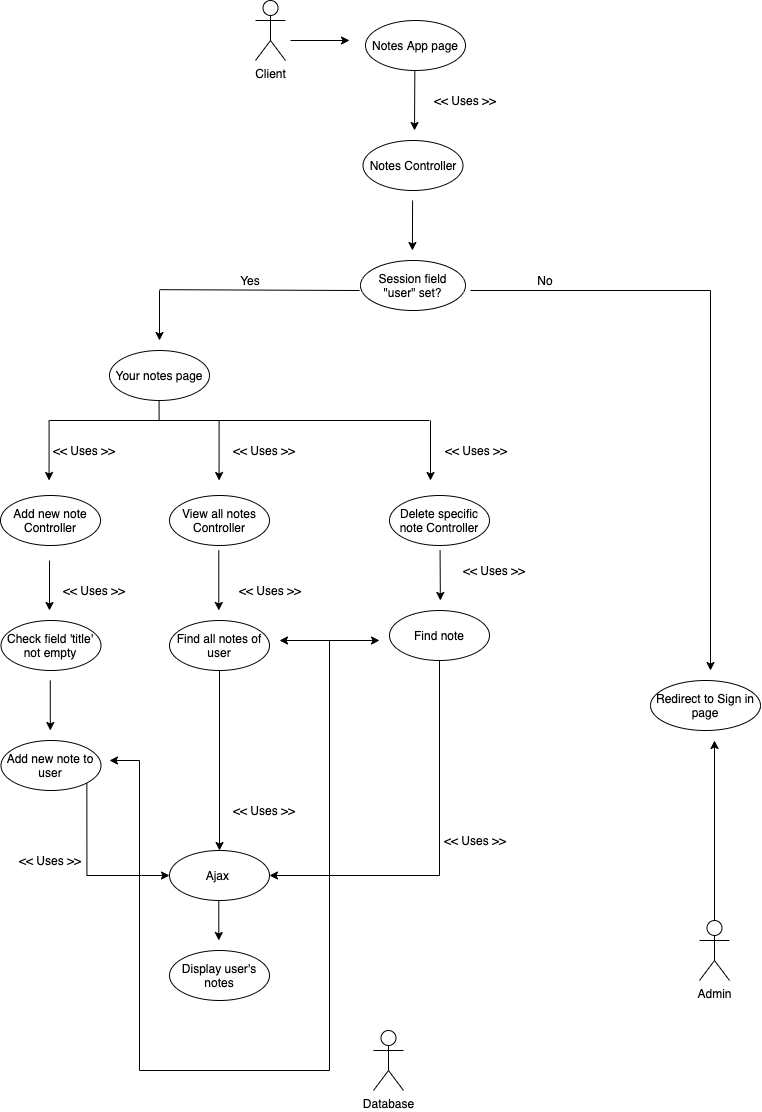 Notes App page
Client
<< Uses >>
Notes Controller
Session field
"user" set?
Yes
No
Your notes page
<< Uses >>
<< Uses >>
<< Uses >>
Add new note
Controller
View all notes
Controller
Delete specific
note Controller
<< Uses >>
<< Uses >>
<< Uses >>
Check field 'title'
not empty
Find all notes of
user
Find note
Redirect to Sign in
page
Add new note to
user
<< Uses >>
<< Uses >>
<< Uses >>
Ajax
Display user's
notes
Admin
Database